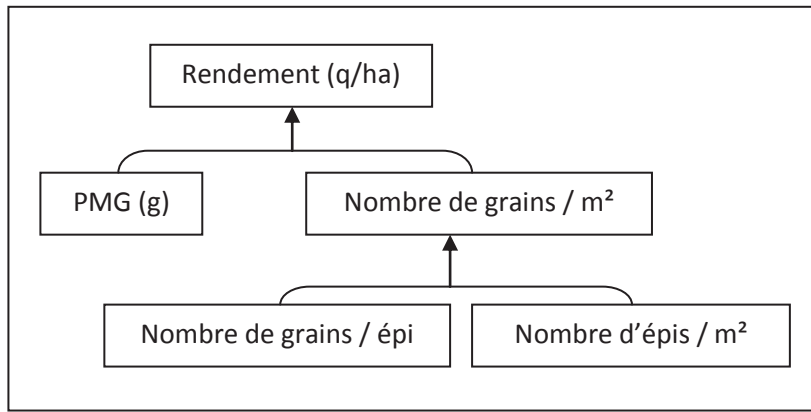 Rendement (q/ha)
PMG (g)
Nombre de grains / m²
Nombre de grains / épi
Nombre d’épis / m²